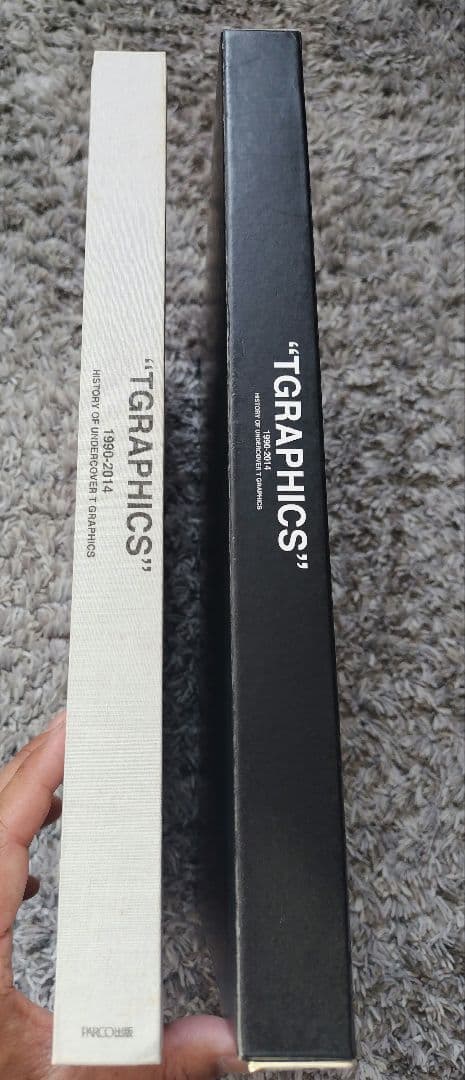 “TGRAPHICS”
1990-2014
HISTORY OF UNDERCOVER T GRAPHICS
PARCO出版
“TGRAPHICS”
1990-2014
HISTORY OF UNDERCOVER T GRAPHICS